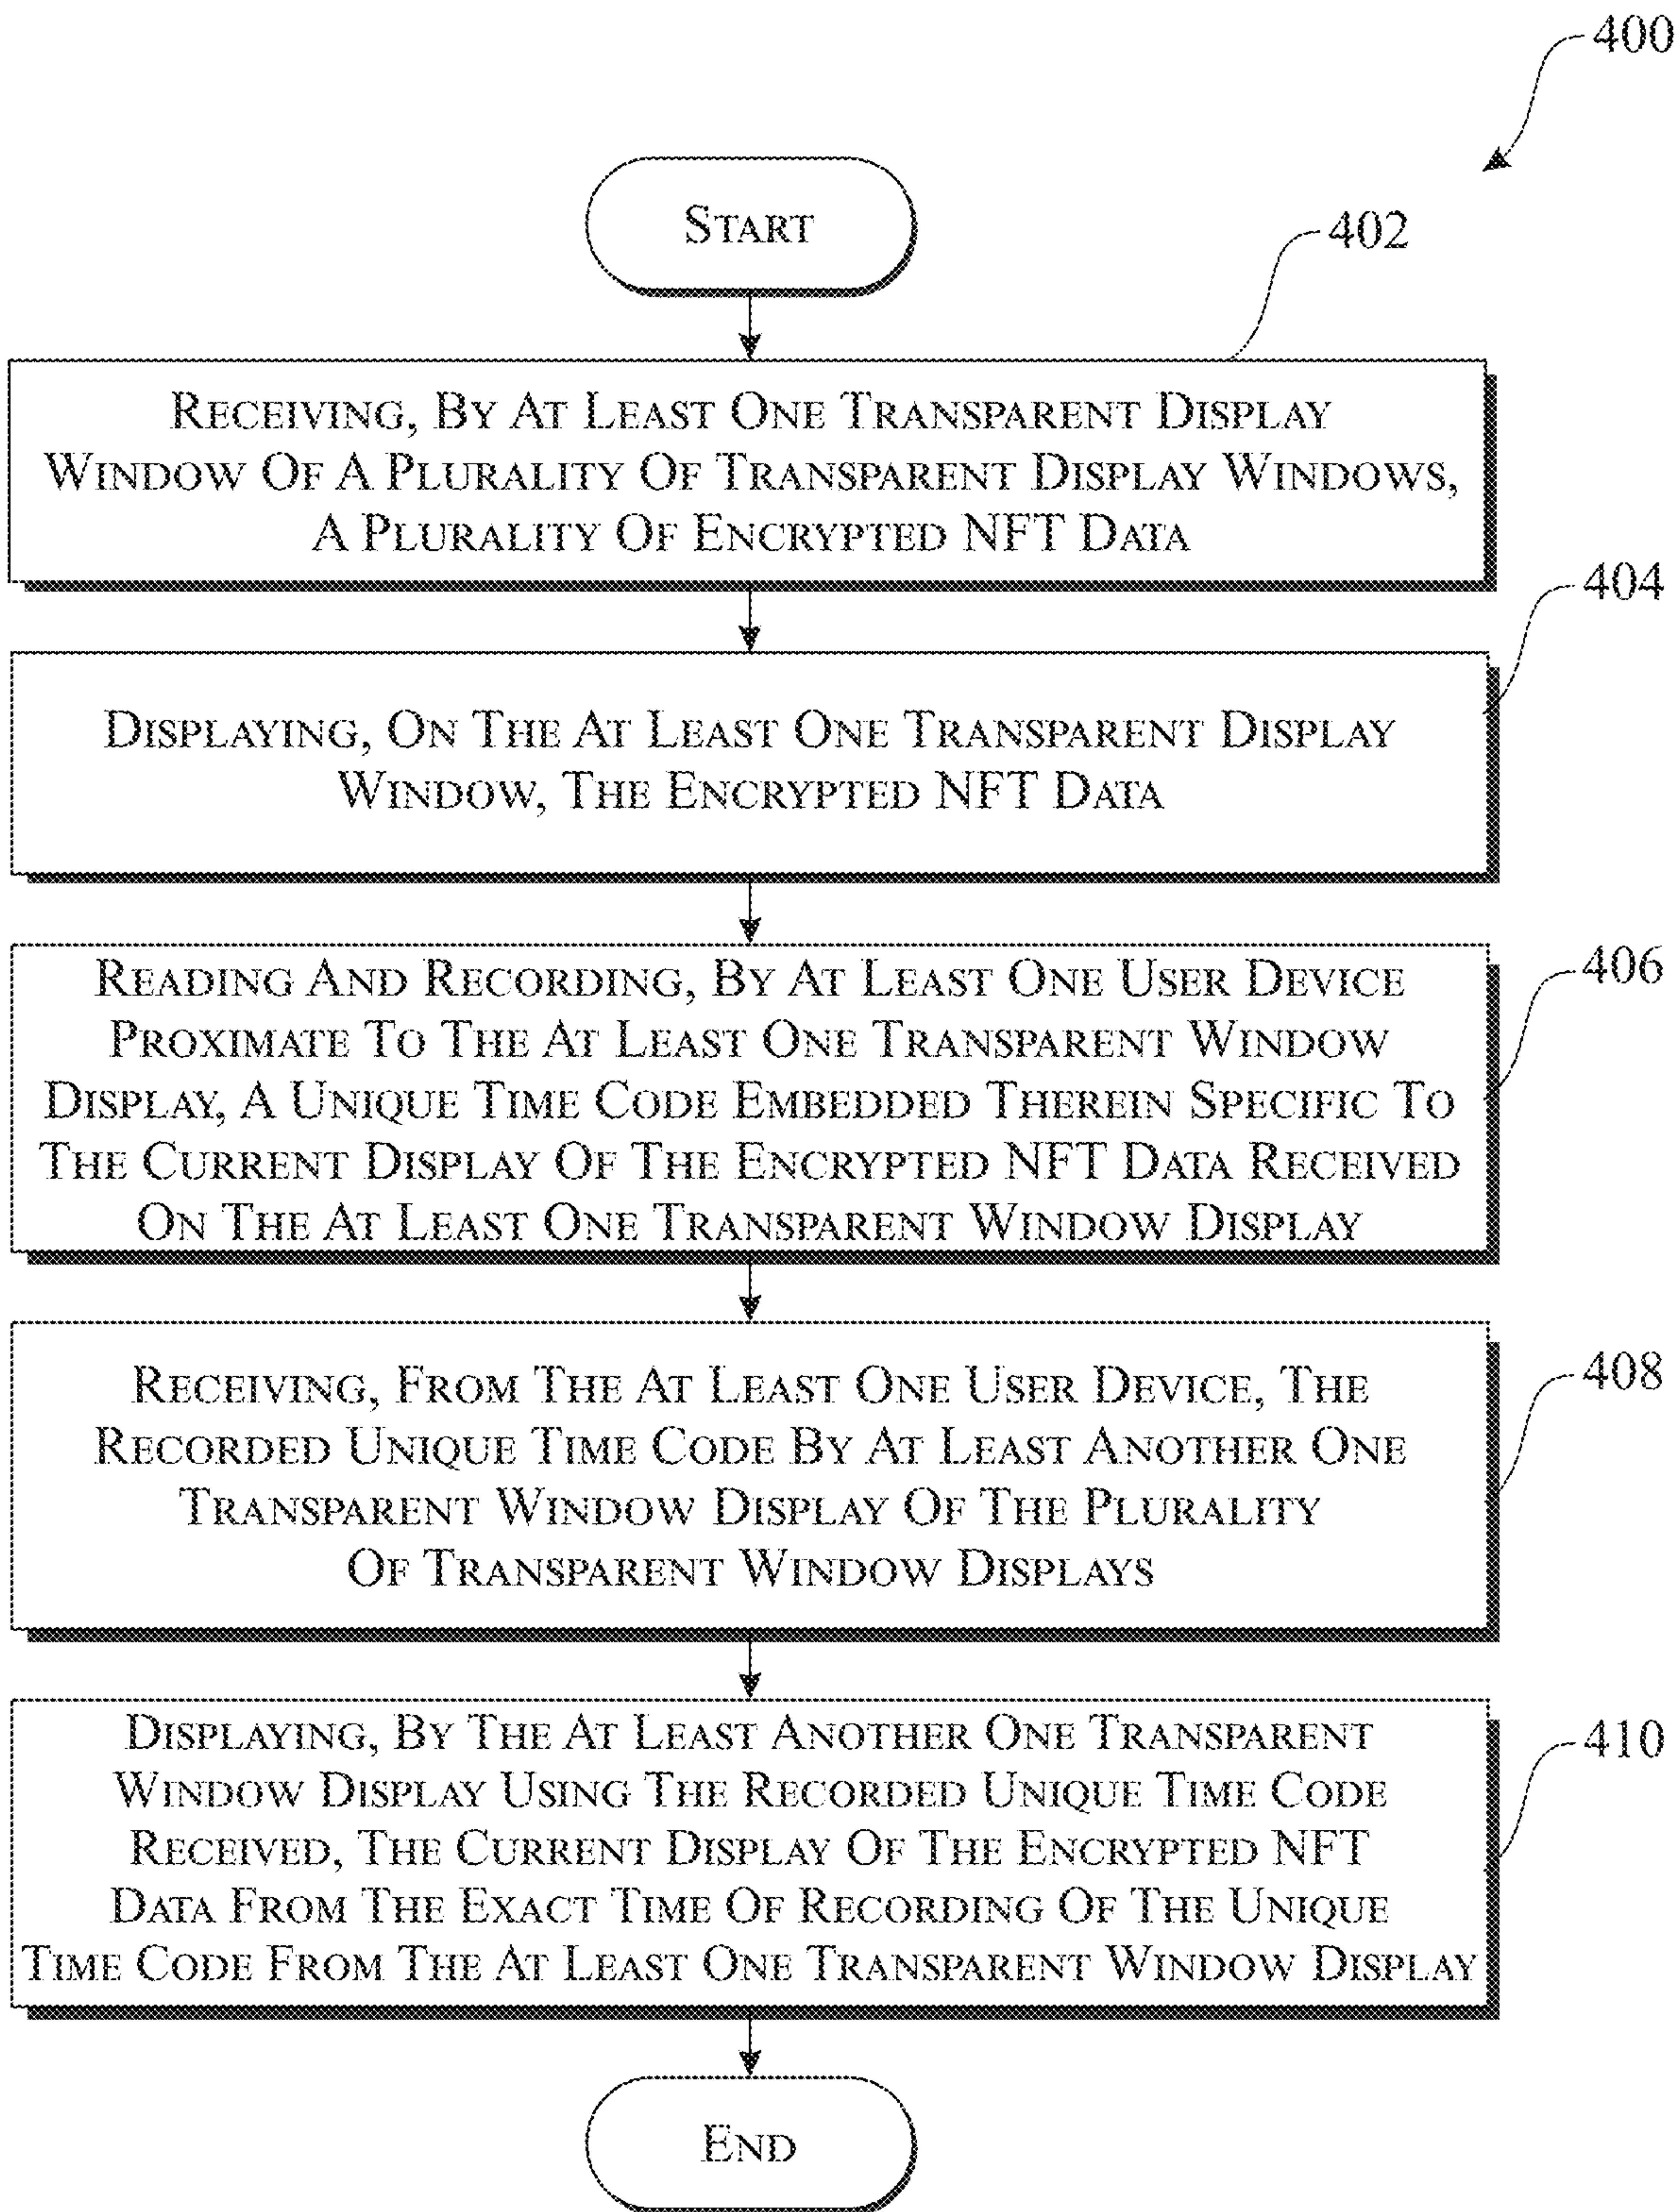 400
START
402
RECEIVING, BY AT LEAST ONE TRANSPARENT DISPLAY
WINDOW OF A PLURALITY OF TRANSPARENT DISPLAY WINDOWS,
A PLURALITY OF ENCRYPTED NFT DATA
404
DISPLAYING, ON THE AT LEAST ONE TRANSPARENT DISPLAY
WINDOW, THE ENCRYPTED NFT DATA
406
READING AND RECORDING, BY AT LEAST ONE USER DEVICE
PROXIMATE TO THE AT LEAST ONE TRANSPARENT WINDOW
DISPLAY, A UNIQUE TIME CODE EMBEDDED THEREIN SPECIFIC TO
THE CURRENT DISPLAY OF THE ENCRYPTED NFT DATA RECEIVED
ON THE AT LEAST ONE TRANSPARENT WINDOW DISPLAY
408
RECEIVING, FROM THE AT LEAST ONE USER DEVICE, THE
RECORDED UNIQUE TIME CODE BY AT LEAST ANOTHER ONE
TRANSPARENT WINDOW DISPLAY OF THE PLURALITY
OF TRANSPARENT WINDOW DISPLAYS
410
DISPLAYING, BY THE AT LEAST ANOTHER ONE TRANSPARENT
WINDOW DISPLAY USING THE RECORDED UNIQUE TIME CODE
RECEIVED, THE CURRENT DISPLAY OF THE ENCRYPTED NFT
DATA FROM THE EXACT TIME OF RECORDING OF THE UNIQUE
TIME CODE FROM THE AT LEAST ONE TRANSPARENT WINDOW DISPLAY
END